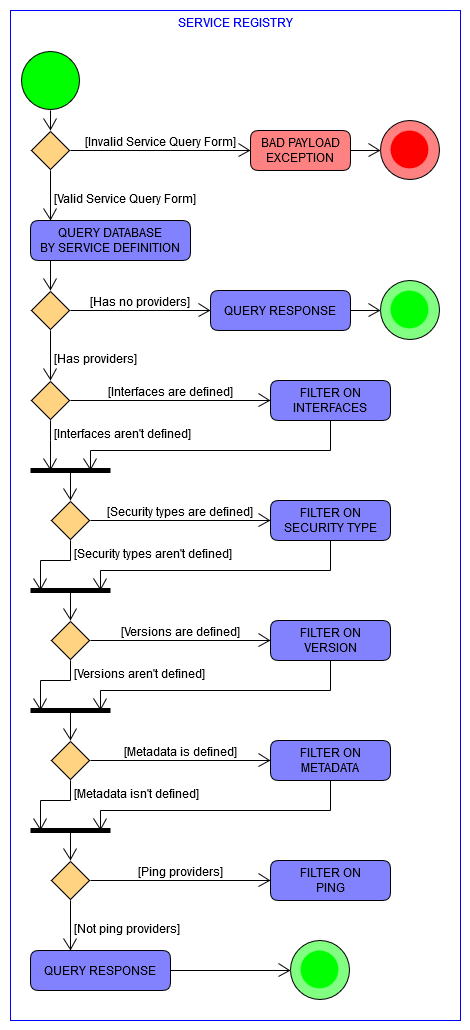 SERVICE REGISTRY
[Invalid Service Query Form]
BAD PAYLOAD
EXCEPTION
[Valid Service Query Form]
QUERY DATABASE
BY SERVICE DEFINITION
[Has no providers]
QUERY RESPONSE
[Has providers]
[Interfaces are defined]
FILTER ON
INTERFACES
[Interfaces aren't defined]
[Security types are defined]
FILTER ON
SECURITY TYPE
[Security types aren't defined]
[Versions are defined]
FILTER ON
VERSION
[Versions aren't defined]
[Metadata is defined]
FILTER ON
METADATA
[Metadata isn't defined]
[Ping providers]
FILTER ON
PING
[Not ping providers]
QUERY RESPONSE